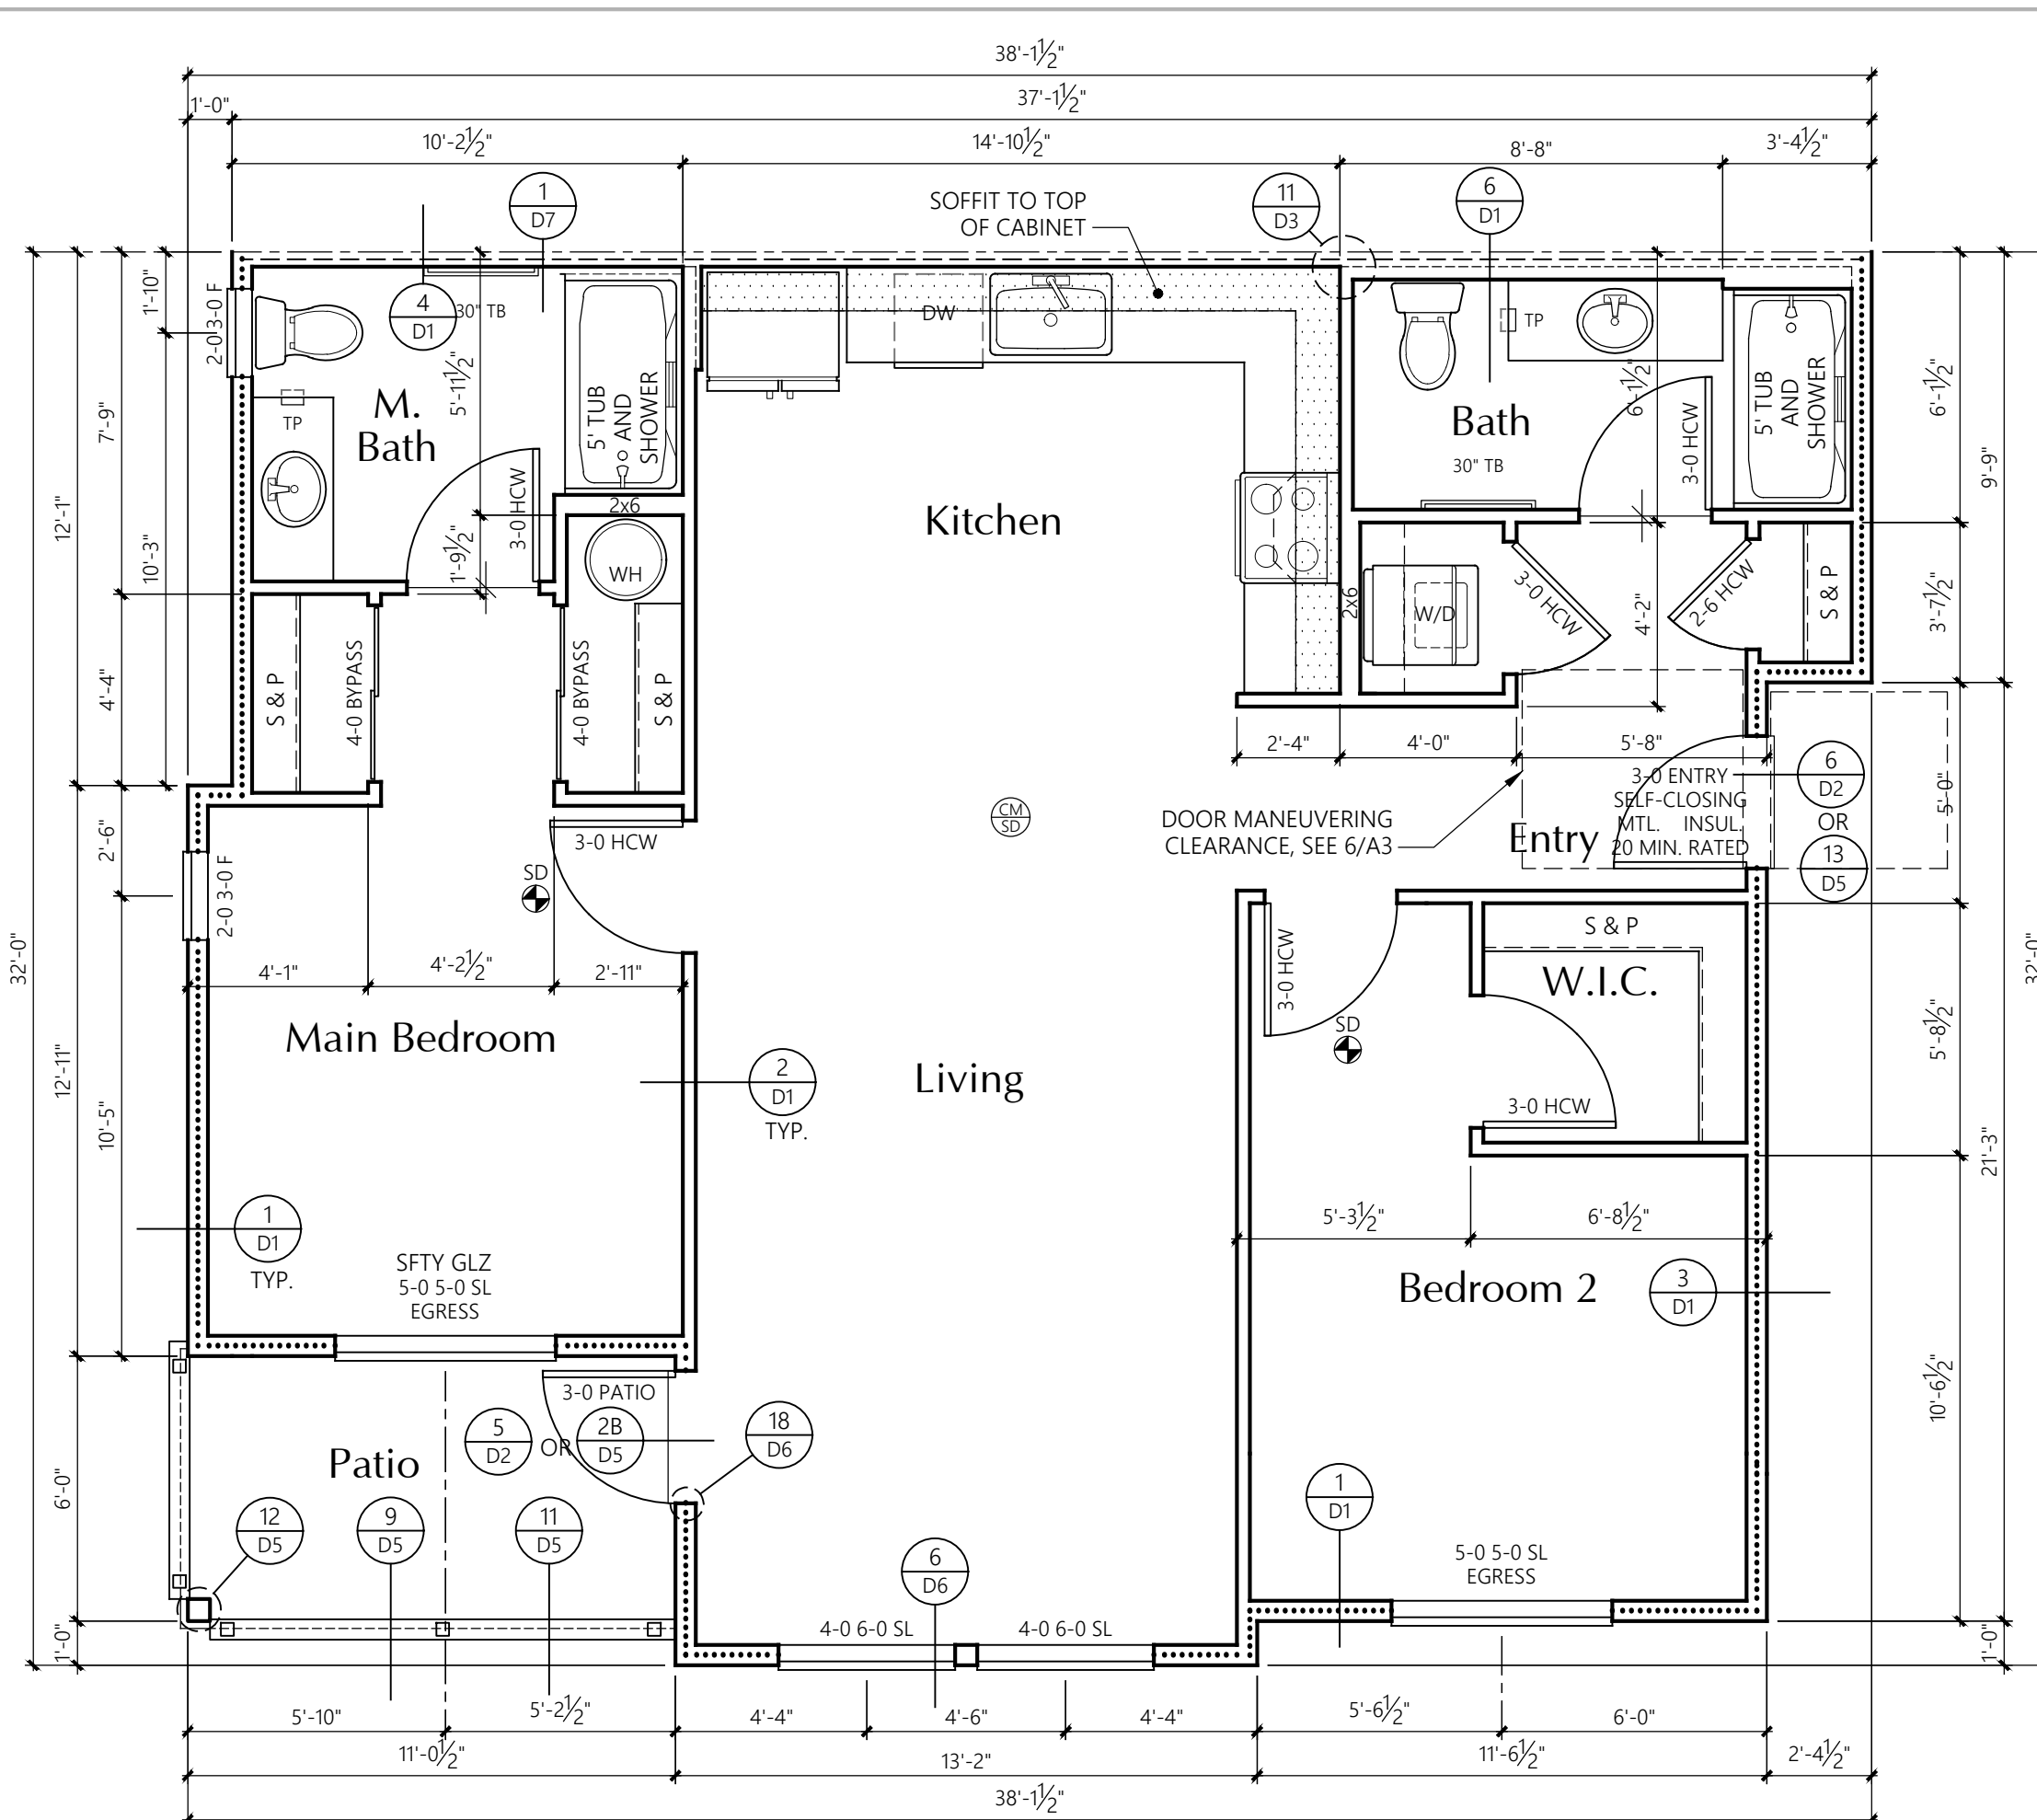 38'-1½"
1'-0"
37'-1½"
10'-2½"
14'-10½"
8'-8"
3'-4½"
1
D7
SOFFIT TO TOP
OF CABINET
11
D3
6
D1
1'-10"
2-0 3-0 F
4
D1
30" TB
DW
TP
5'-11½"
6'-1½"
6'-1½"
7'-9"
TP
M.
Bath
5' TUB
AND
SHOWER
Bath
30" TB
3-0 HCW
5' TUB
AND
SHOWER
9'-9"
12'-1"
10'-3"
3-0 HCW
1'-9½"
2x6
WH
Kitchen
2x6
W/D
3-0 HCW
4'-2"
2-6 HCW
S & P
3'-7½"
4'-4"
S & P
4-0 BYPASS
4-0 BYPASS
S & P
2'-4"
4'-0"
5'-8"
6
D2
OR
13
D5
5'-0"
3-0 ENTRY
SELF-CLOSING
MTL. INSUL.
20 MIN. RATED
Entry
DOOR MANEUVERING
CLEARANCE, SEE 6/A3
CM
SD
2'-6"
2-0 3-0 F
3-0 HCW
SD
32'-0"
32'-0"
4'-1"
4'-2½"
2'-11"
3-0 HCW
S & P
W.I.C.
SD
5'-8½"
Main Bedroom
12'-11"
10'-5"
2
D1
TYP.
Living
3-0 HCW
21'-3"
1
D1
TYP.
5'-3½"
6'-8½"
SFTY GLZ
5-0 5-0 SL
EGRESS
Bedroom 2
3
D1
10'-6½"
3-0 PATIO
5
D2
OR
2B
D5
18
D6
Patio
6'-0"
12
D5
9
D5
11
D5
6
D6
1
D1
5-0 5-0 SL
EGRESS
4-0 6-0 SL
4-0 6-0 SL
1'-0"
1'-0"
5'-10"
5'-2½"
4'-4"
4'-6"
4'-4"
5'-6½"
6'-0"
11'-0½"
13'-2"
11'-6½"
2'-4½"
38'-1½"